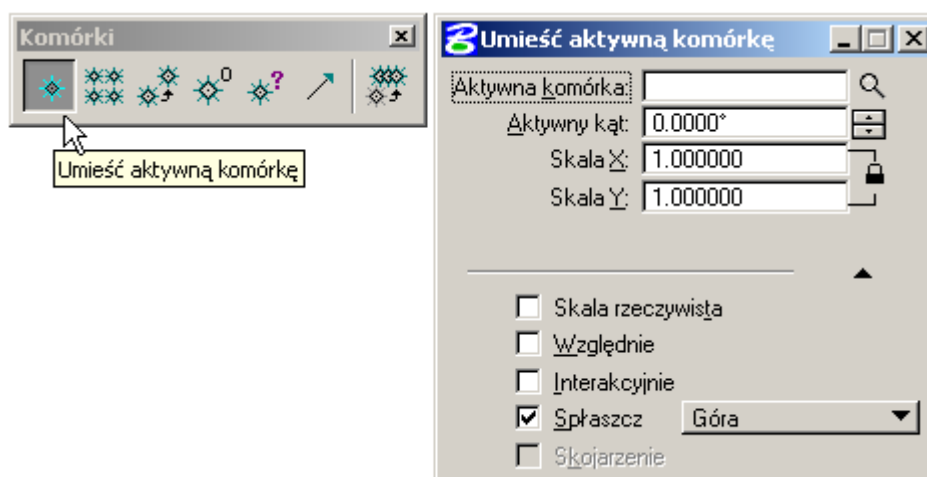 Komórki
Umieść aktywną komórkę
Umieść aktywną komórkę
Aktywna komórka:
Aktywny kąt: 0.0000°
Skala X: 1.000000
Skala Y: 1.000000
Skala rzeczywista
Względnie
Interakcyjnie
Spłaszcz Góra
Skojarzenie